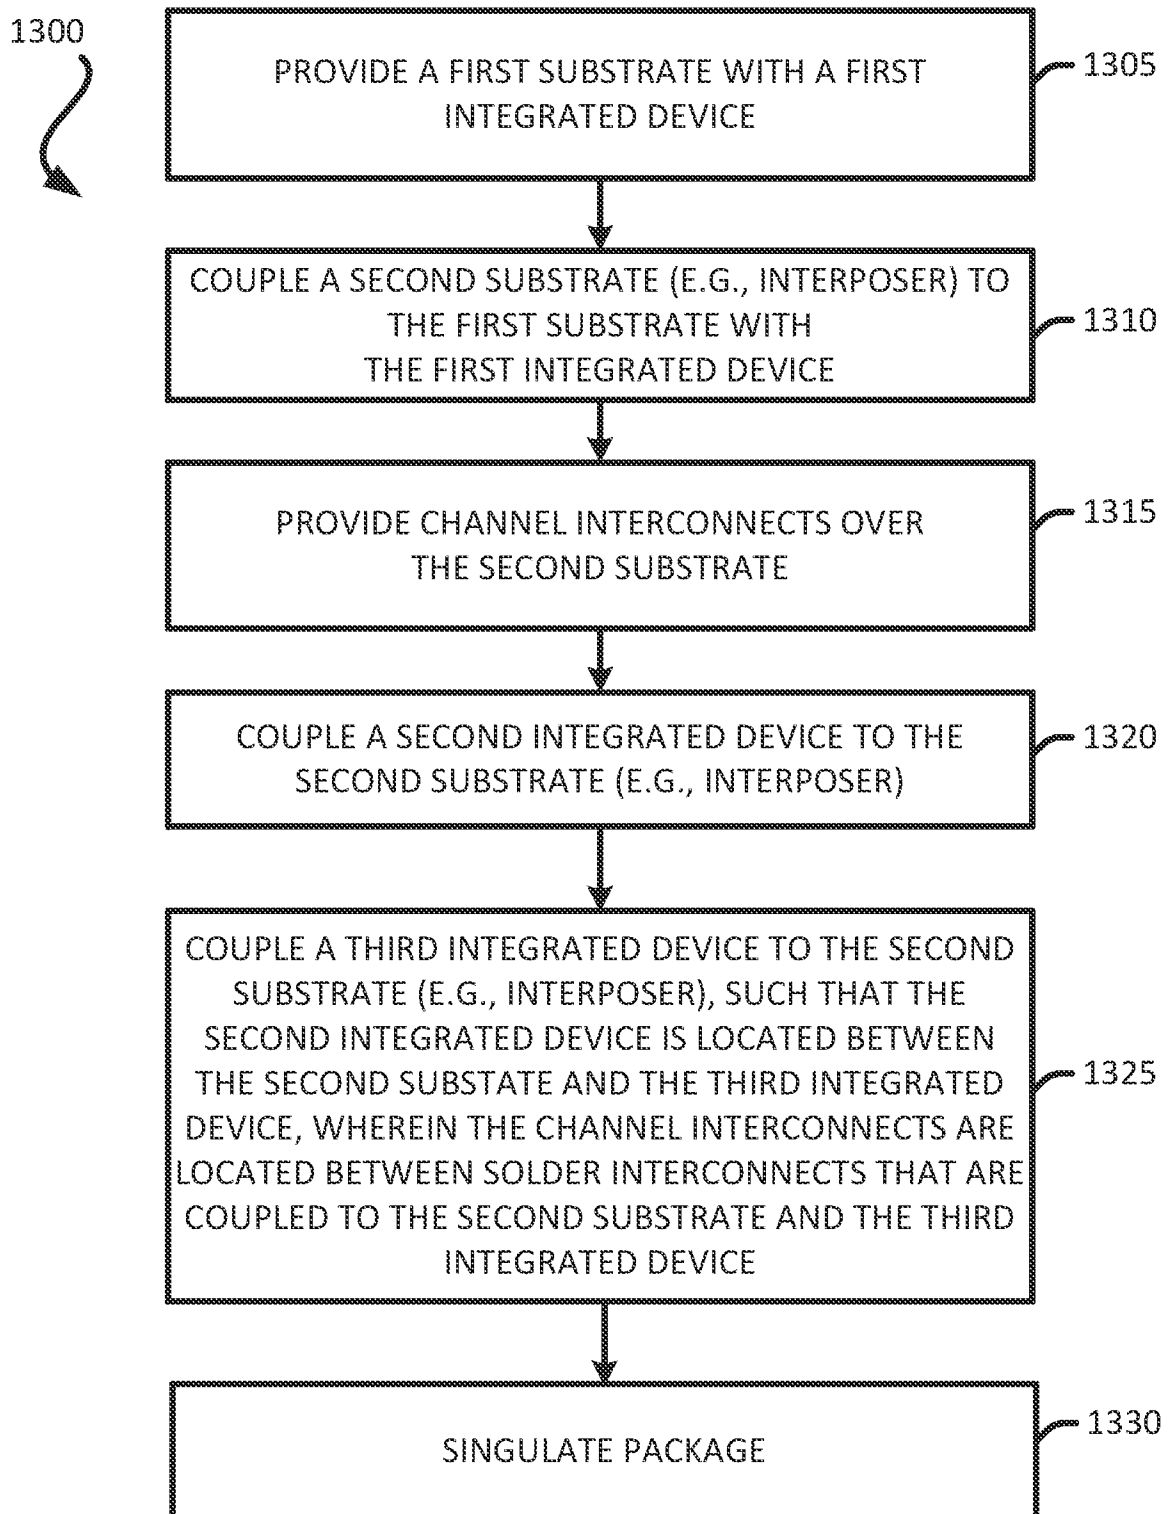 1300
PROVIDE A FIRST SUBSTRATE WITH A FIRST
INTEGRATED DEVICE
1305
COUPLE A SECOND SUBSTRATE (E.G., INTERPOSER) TO
THE FIRST SUBSTRATE WITH
THE FIRST INTEGRATED DEVICE
1310
PROVIDE CHANNEL INTERCONNECTS OVER
THE SECOND SUBSTRATE
1315
COUPLE A SECOND INTEGRATED DEVICE TO THE
SECOND SUBSTRATE (E.G., INTERPOSER)
1320
COUPLE A THIRD INTEGRATED DEVICE TO THE SECOND
SUBSTRATE (E.G., INTERPOSER), SUCH THAT THE
SECOND INTEGRATED DEVICE IS LOCATED BETWEEN
THE SECOND SUBSTATE AND THE THIRD INTEGRATED
DEVICE, WHEREIN THE CHANNEL INTERCONNECTS ARE
LOCATED BETWEEN SOLDER INTERCONNECTS THAT ARE
COUPLED TO THE SECOND SUBSTRATE AND THE THIRD
INTEGRATED DEVICE
1325
SINGULATE PACKAGE
1330